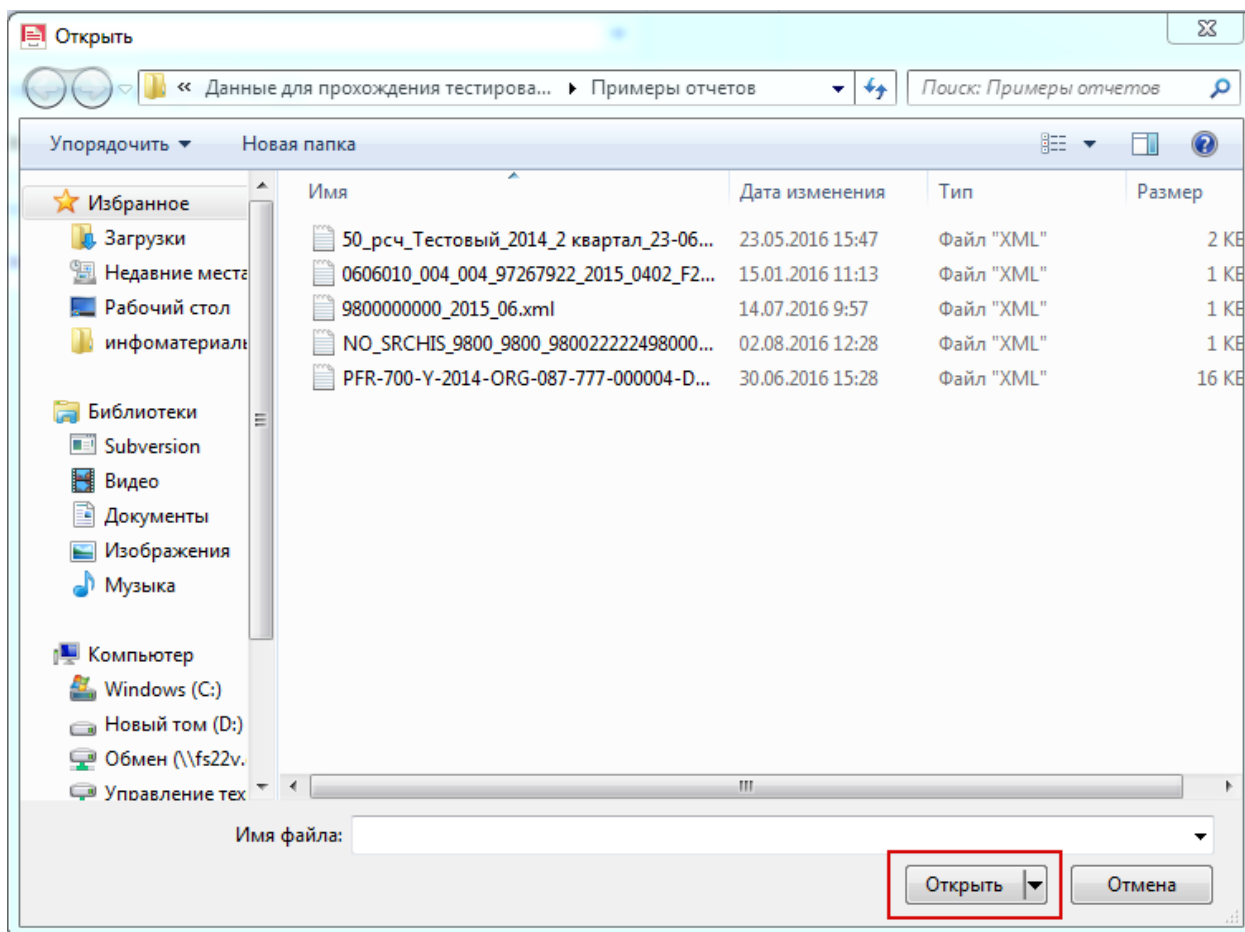 Открыть
« Данные для прохождения тестирова... Примеры отчетов Поиск: Примеры отчетов
Упорядочить Новая папка
Имя Дата изменения Тип Размер
50_рсч_Тестовый_2014_2 квартал_23-06... 23.05.2016 15:47 Файл "XML" 2 КБ
0606010_004_004_97267922_2015_0402_F2... 15.01.2016 11:13 Файл "XML" 1 КБ
9800000000_2015_06.xml 14.07.2016 9:57 Файл "XML" 1 КБ
NO_SRCHIS_9800_9800_980022222498000... 02.08.2016 12:28 Файл "XML" 1 КБ
PFR-700-Y-2014-ORG-087-777-000004-D... 30.06.2016 15:28 Файл "XML" 16 КБ
Избранное
Загрузки
Недавние места
Рабочий стол
инфоматериалы
Библиотеки
Subversion
Видео
Документы
Изображения
Музыка
Компьютер
Windows (C:)
Новый том (D:)
Обмен (\\fs22v.
Управление тех
Имя файла:
Открыть Отмена